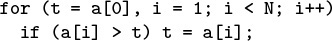 for (t = a[0], i = 1; i < N; i++)
  if (a[i] > t) t = a[i];